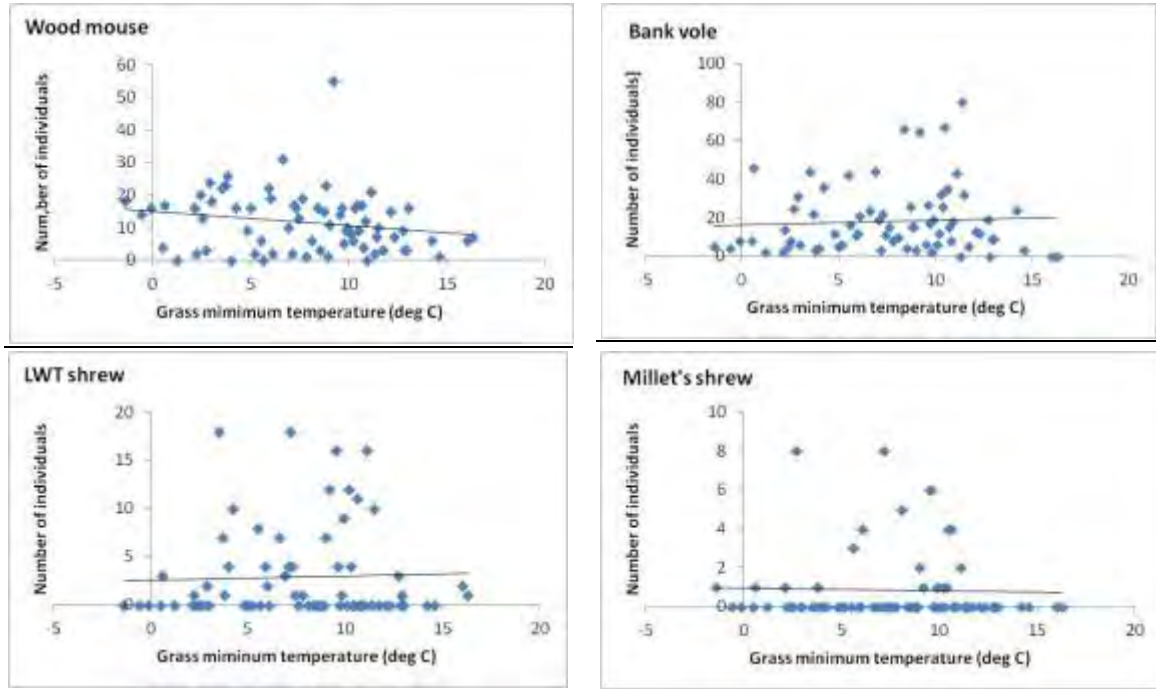 Wood mouse
Nurm,ber of individuals
60
50
40
30
20
10
0
-5 0 5 10 15 20
Grass mimimum temperature (deg C)
Bank vole
Number of individuals]
100
80
60
40
20
0
-5 0 5 10 15 20
Grass minimum temperature (deg C)
LWT shrew
Number of individuals
20
15
10
5
0
-5 0 5 10 15 20
Grass miminum temperature (deg C)
Millet's shrew
Number of individuals
10
8
6
4
2
0
-5 0 5 10 15 20
Grass minimum temperature (deg C)